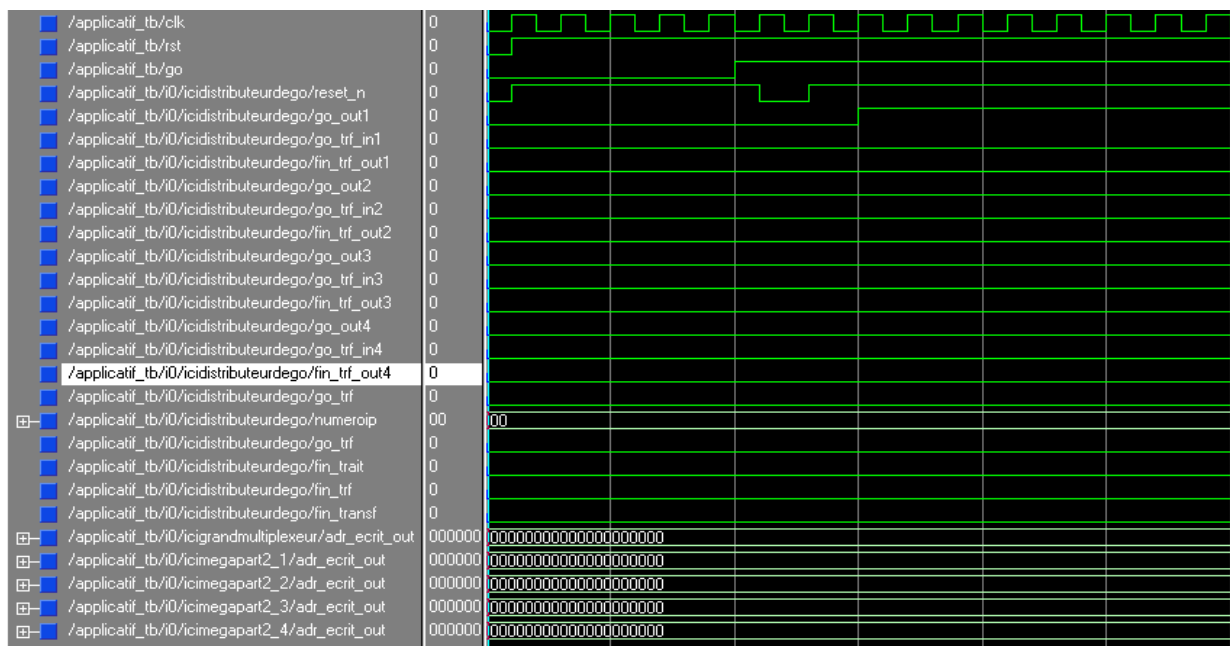 /applicatif_tb/clk 0
/applicatif_tb/rst 0
/applicatif_tb/go 0
/applicatif_tb/i0/icidistributeurdego/reset_n 0
/applicatif_tb/i0/icidistributeurdego/go_out1 0
/applicatif_tb/i0/icidistributeurdego/go_trf_in1 0
/applicatif_tb/i0/icidistributeurdego/fin_trf_out1 0
/applicatif_tb/i0/icidistributeurdego/go_out2 0
/applicatif_tb/i0/icidistributeurdego/go_trf_in2 0
/applicatif_tb/i0/icidistributeurdego/fin_trf_out2 0
/applicatif_tb/i0/icidistributeurdego/go_out3 0
/applicatif_tb/i0/icidistributeurdego/go_trf_in3 0
/applicatif_tb/i0/icidistributeurdego/fin_trf_out3 0
/applicatif_tb/i0/icidistributeurdego/go_out4 0
/applicatif_tb/i0/icidistributeurdego/go_trf_in4 0
/applicatif_tb/i0/icidistributeurdego/fin_trf_out4 0
/applicatif_tb/i0/icidistributeurdego/go_trf 0
/applicatif_tb/i0/icidistributeurdego/numeroip 00 00
/applicatif_tb/i0/icidistributeurdego/go_trf 0
/applicatif_tb/i0/icidistributeurdego/fin_trait 0
/applicatif_tb/i0/icidistributeurdego/fin_trf 0
/applicatif_tb/i0/icidistributeurdego/fin_transf 0
/applicatif_tb/i0/icigrandmultiplexeur/adr_ecrit_out 000000 00000000000000000000
/applicatif_tb/i0/icimegapart2_1/adr_ecrit_out 000000 00000000000000000000
/applicatif_tb/i0/icimegapart2_2/adr_ecrit_out 000000 00000000000000000000
/applicatif_tb/i0/icimegapart2_3/adr_ecrit_out 000000 00000000000000000000
/applicatif_tb/i0/icimegapart2_4/adr_ecrit_out 000000 00000000000000000000